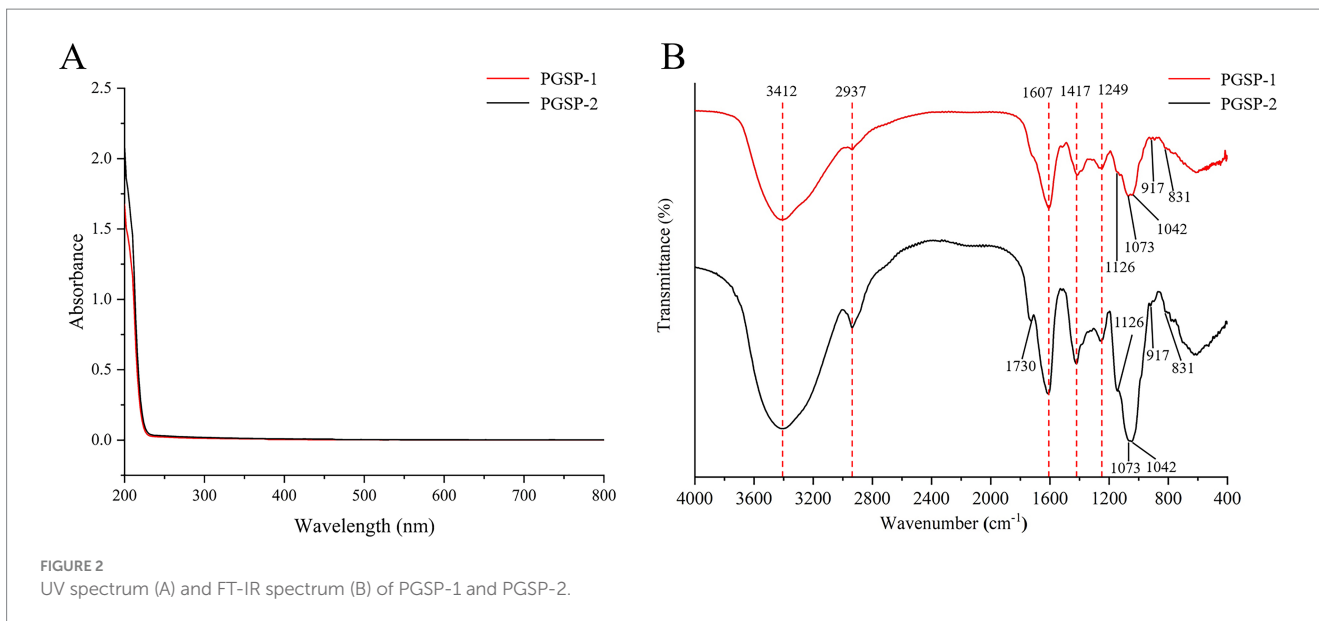 A
PGSP-1
PGSP-2
2.5
2.0
1.5
1.0
0.5
0.0
Absorbance
200 300 400 500 600 700 800
Wavelength (nm)
B
PGSP-1
PGSP-2
3412 2937 1607 1417 1249
917
831
1042
1073
1126
1730
1126
917
831
1073 1042
Transmittance (%)
4000 3600 3200 2800 2400 2000 1600 1200 800 400
Wavenumber (cm⁻¹)
FIGURE 2
UV spectrum (A) and FT-IR spectrum (B) of PGSP-1 and PGSP-2.